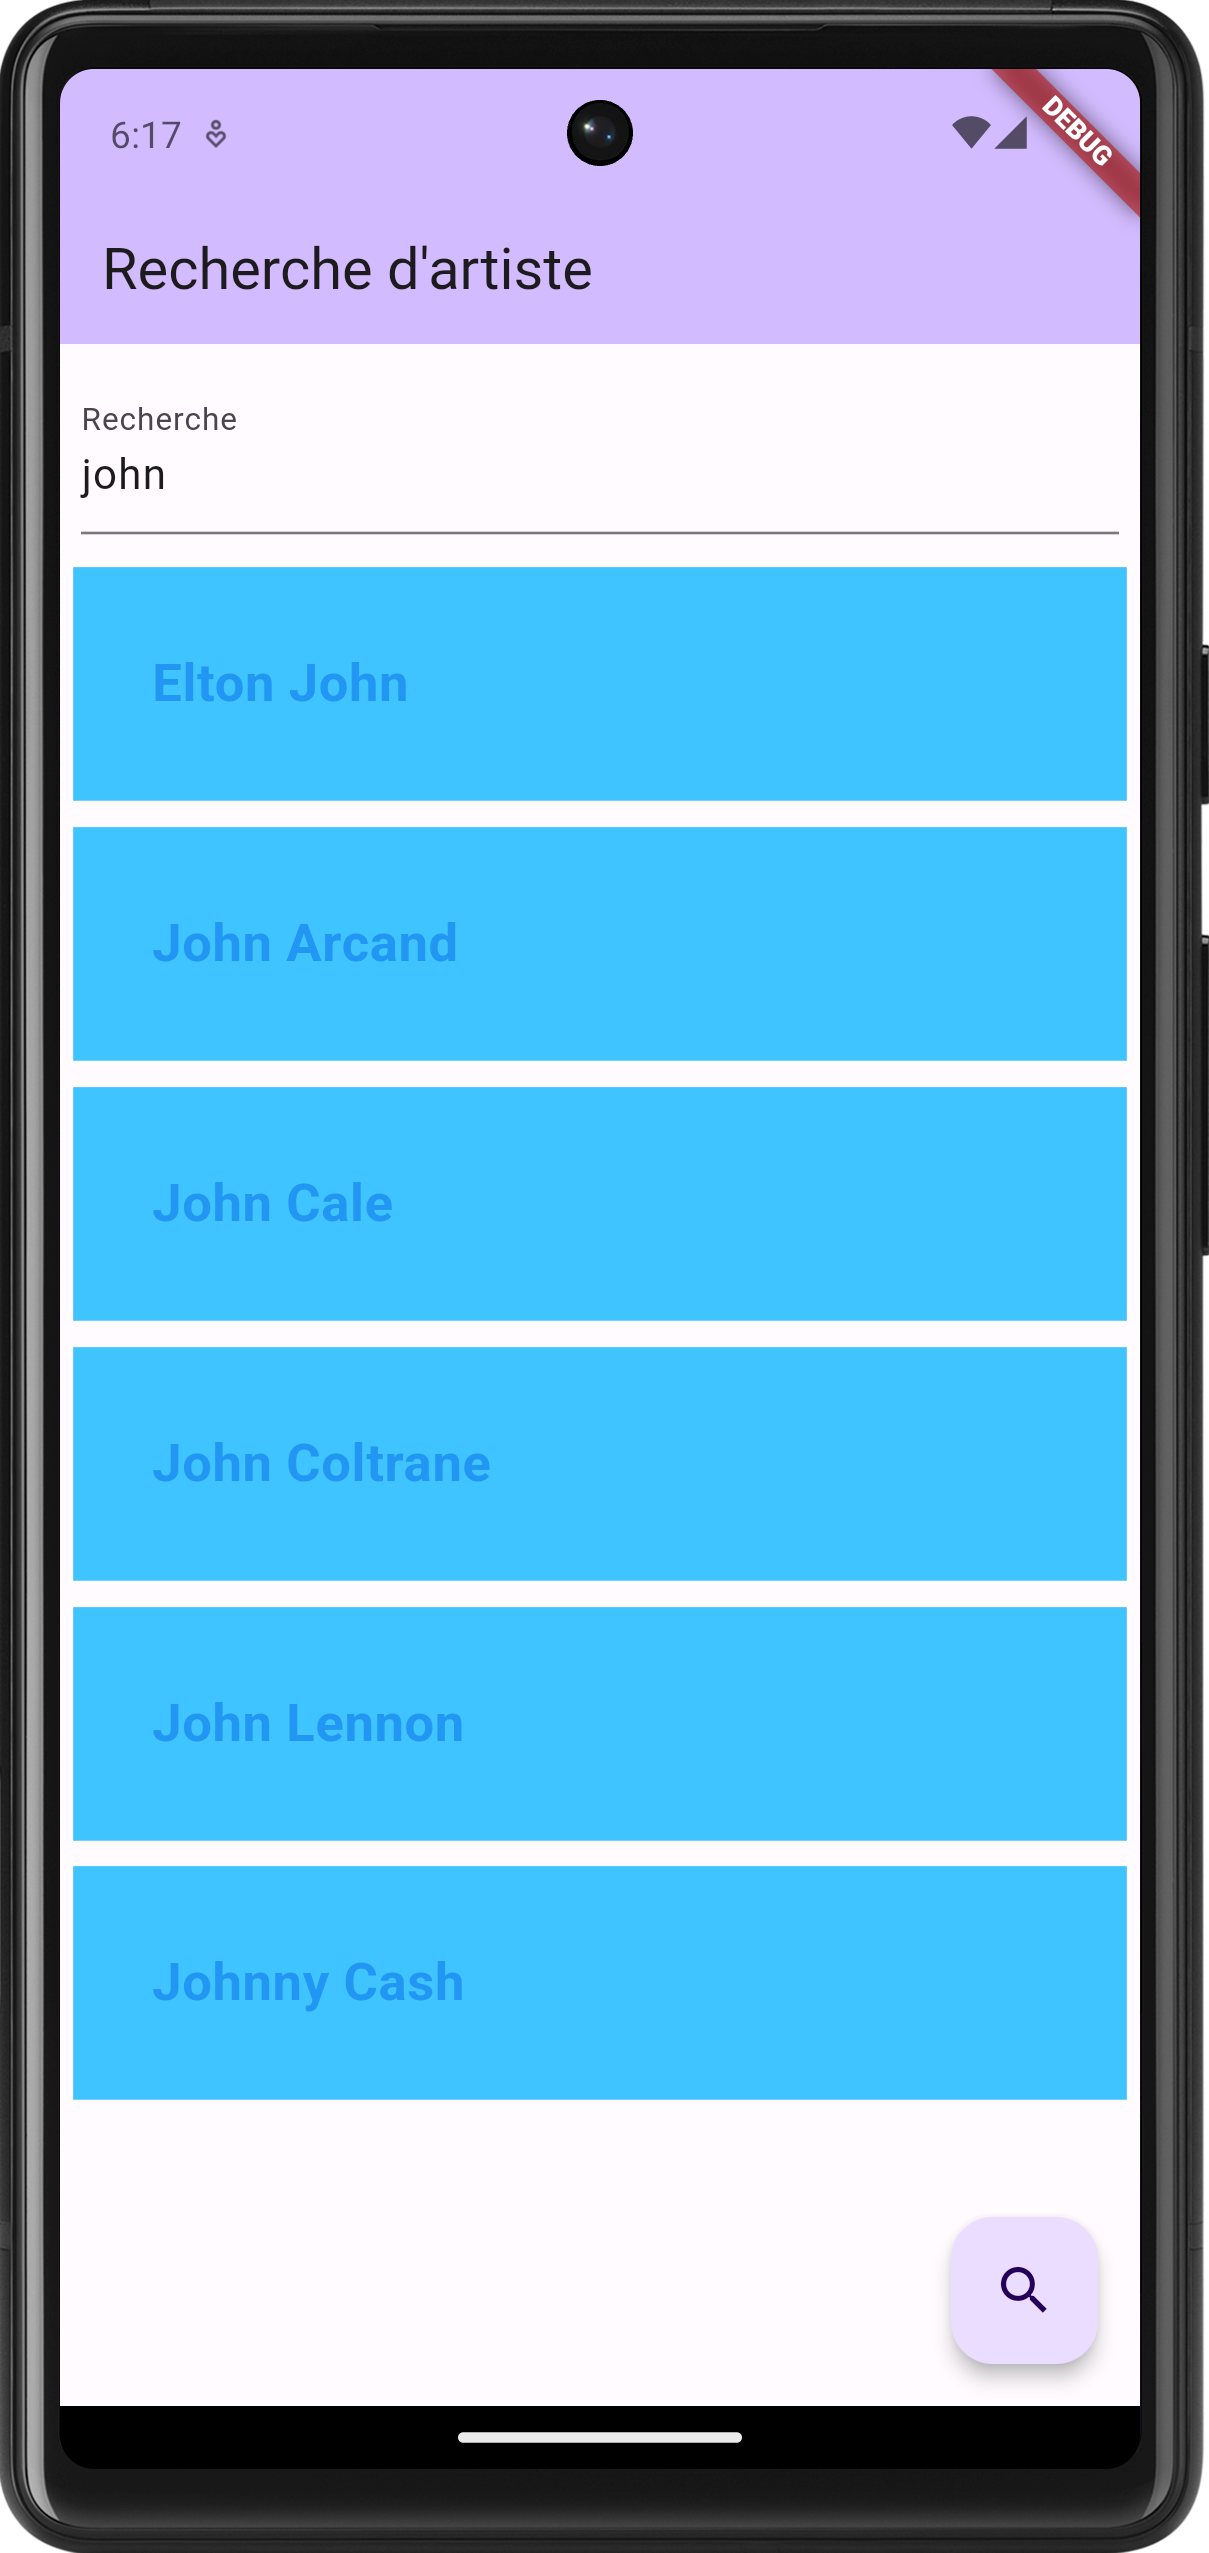 6:17
DEBUG
Recherche d'artiste
Recherche
john
Elton John
John Arcand
John Cale
John Coltrane
John Lennon
Johnny Cash